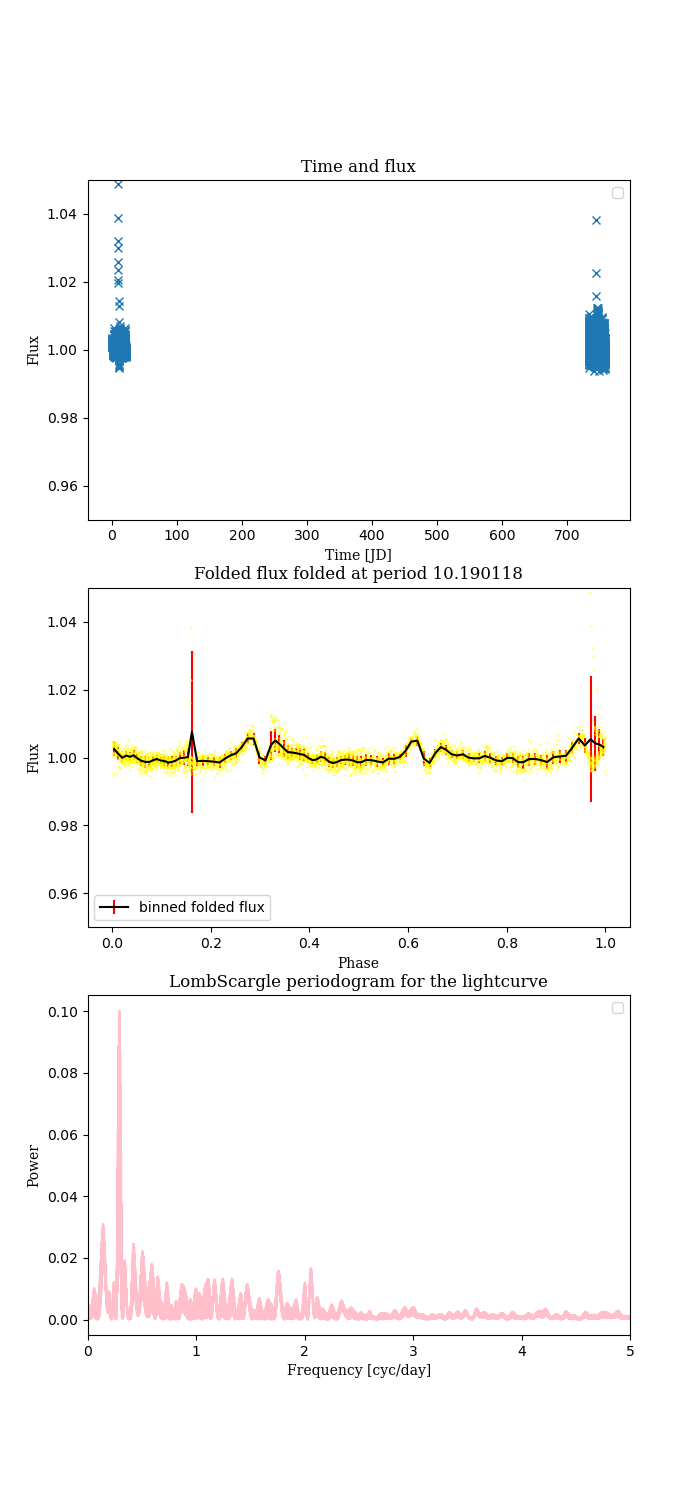 Time and flux
1.04
1.02
1.00
0.98
0.96
Flux
0 100 200 300 400 500 600 700
Time [JD]
Folded flux folded at period 10.190118
1.04
1.02
1.00
0.98
0.96
Flux
binned folded flux
0.0 0.2 0.4 0.6 0.8 1.0
Phase
LombScargle periodogram for the lightcurve
0.10
0.08
0.06
0.04
0.02
0.00
Power
0 1 2 3 4 5
Frequency [cyc/day]